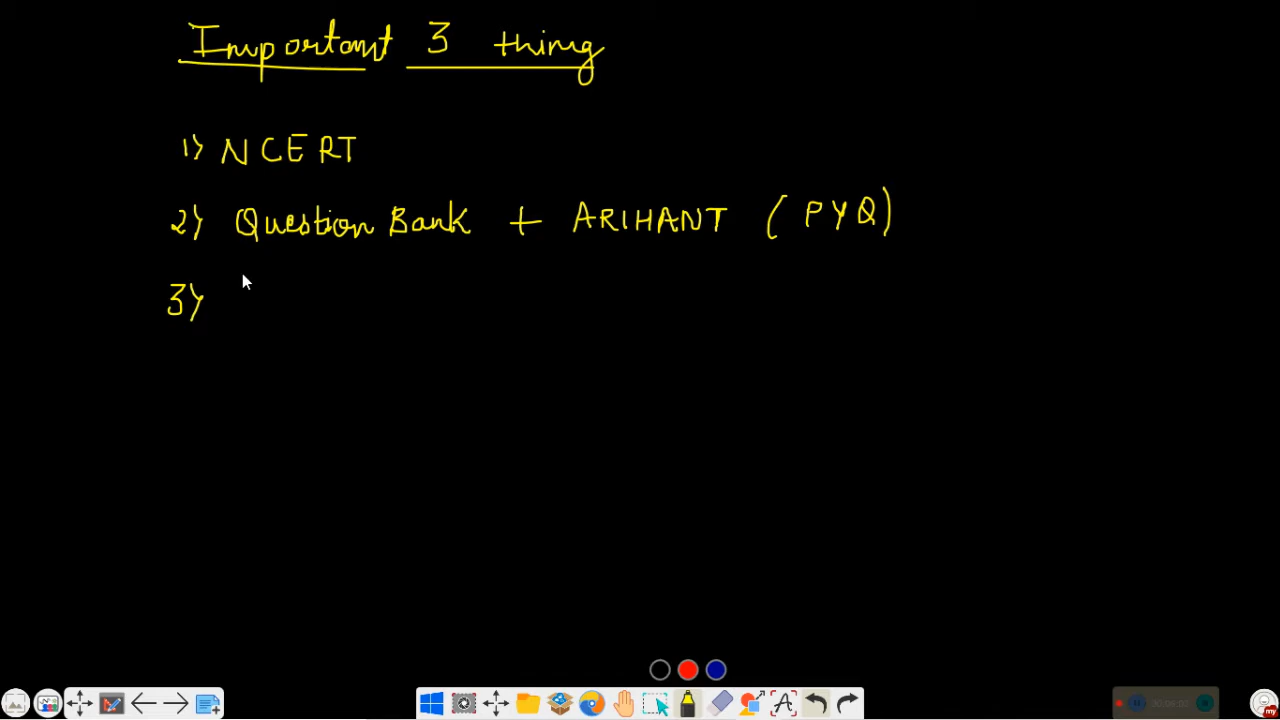 Important 3 thing
1) NCERT
2) Question Bank + ARIHANT (PYQ)
3)